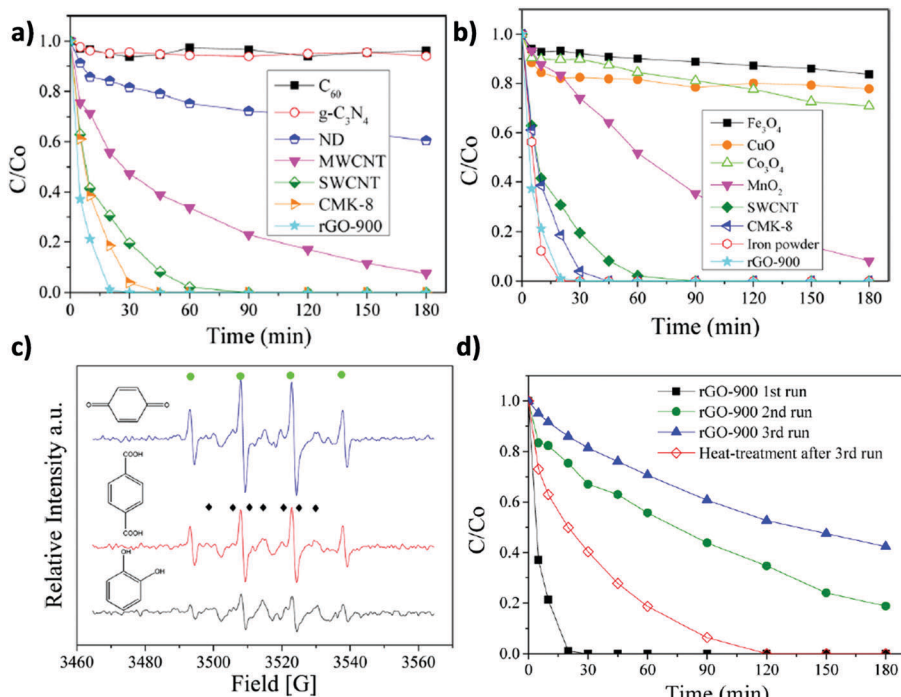 a)
C/Co
1.0
0.8
0.6
0.4
0.2
0.0
C60
g-C3N4
ND
MWCNT
SWCNT
CMK-8
rGO-900
0 30 60 90 120 150 180
Time (min)
b)
C/Co
1.0
0.8
0.6
0.4
0.2
0.0
Fe3O4
CuO
Co3O4
MnO2
SWCNT
CMK-8
Iron powder
rGO-900
0 30 60 90 120 150 180
Time (min)
c)
Relative Intensity a.u.
O O
COOH
COOH
OH
OH
3460 3480 3500 3520 3540 3560
Field [G]
d)
C/Co
1.0
0.8
0.6
0.4
0.2
0.0
rGO-900 1st run
rGO-900 2nd run
rGO-900 3rd run
Heat-treatment after 3rd run
0 30 60 90 120 150 180
Time (min)